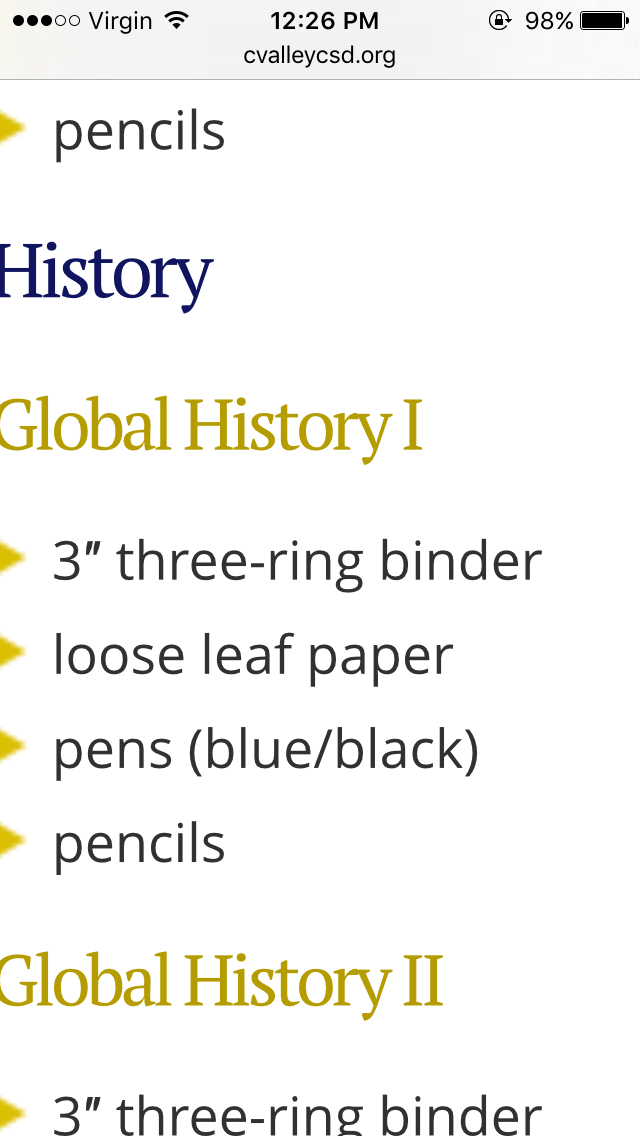 Virgin 12:26 PM 98%
cvalleycsd.org
pencils
History
Global History I
3″ three-ring binder
loose leaf paper
pens (blue/black)
pencils
Global History II
3″ three-ring binder